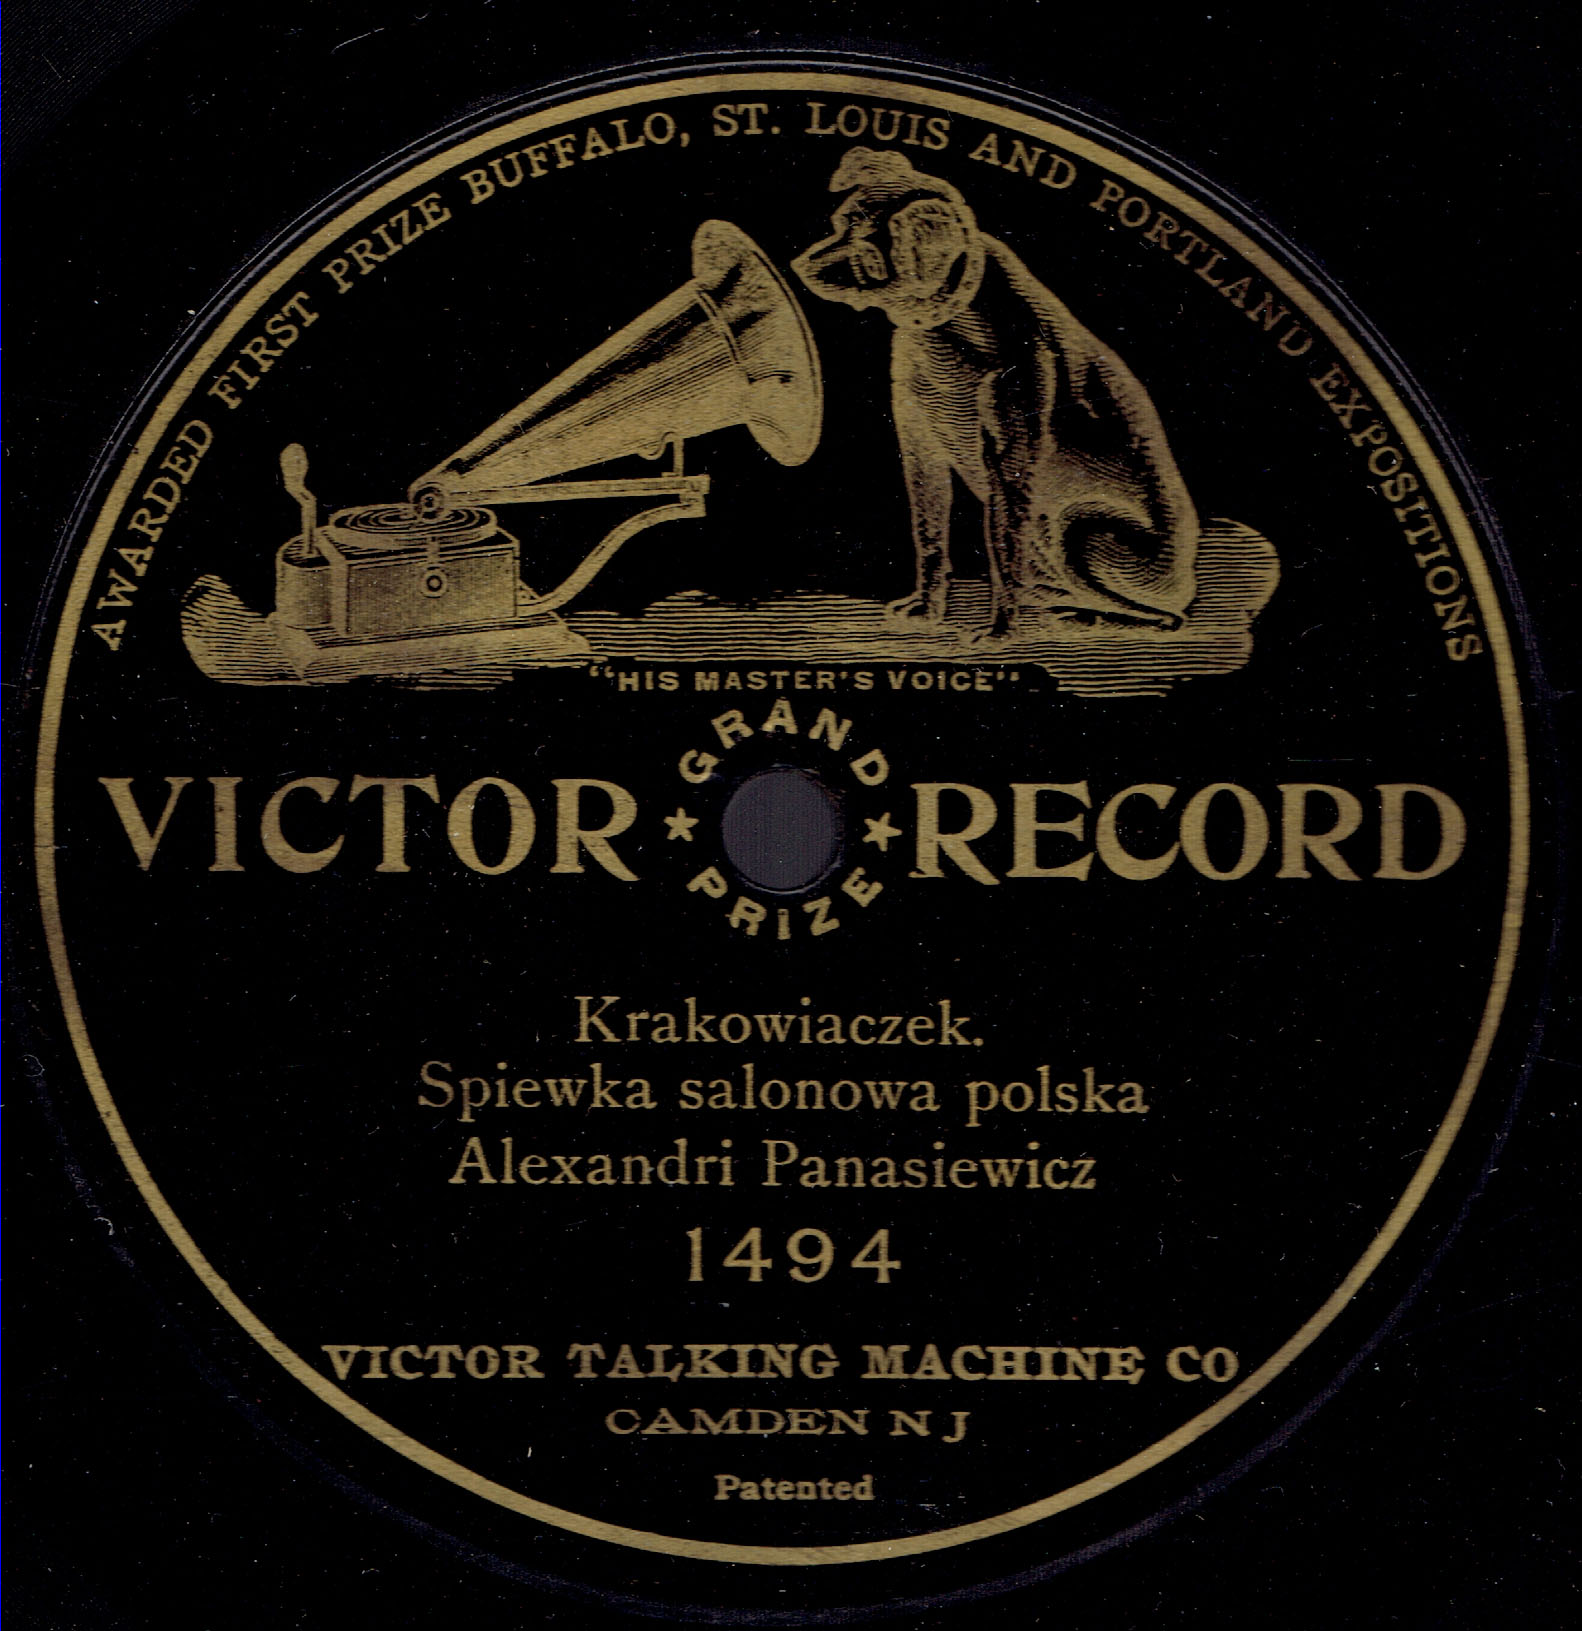 AWARDED FIRST PRIZE BUFFALO, ST. LOUIS AND PORTLAND EXPOSITIONS
"HIS MASTER'S VOICE"
GRAND
VICTOR ★ ★ RECORD
PRIZE
Krakowiaczek.
Spiewka salonowa polska
Alexandri Panasiewicz
1494
VICTOR TALKING MACHINE CO
CAMDEN N J
Patented